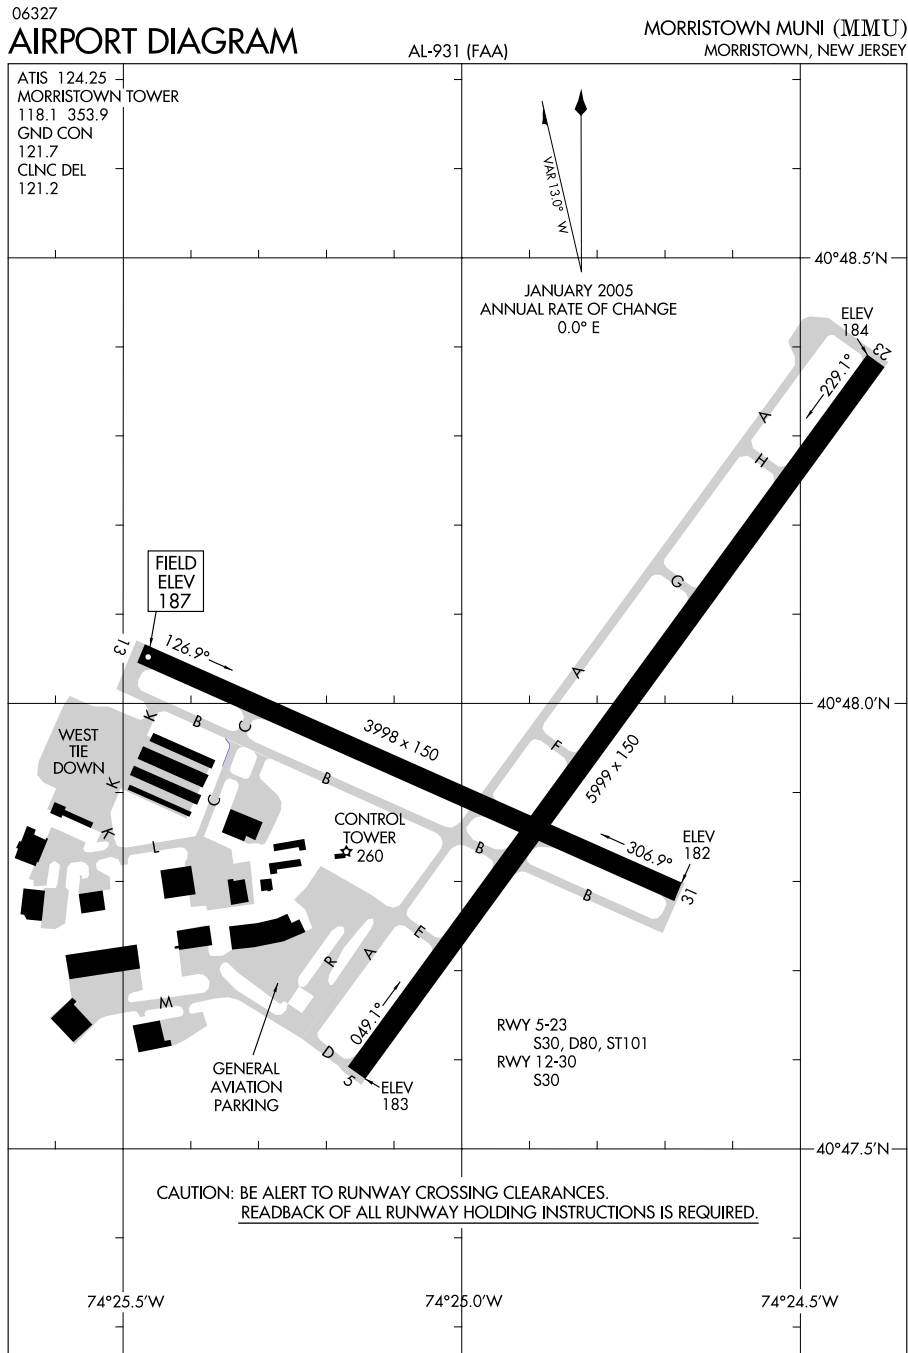 06327
AIRPORT DIAGRAM
AL-931 (FAA)
MORRISTOWN MUNI (MMU)
MORRISTOWN, NEW JERSEY
ATIS 124.25
MORRISTOWN TOWER
118.1 353.9
GND CON
121.7
CLNC DEL
121.2
VAR 13.0° W
40°48.5'N
JANUARY 2005
ANNUAL RATE OF CHANGE
0.0° E
ELEV
184
23
229.1°
A
H
G
FIELD
ELEV
187
13
126.9°
A
40°48.0'N
K
B
C
3998 x 150
F
5999 x 150
WEST
TIE
DOWN
B
K
C
CONTROL
TOWER
260
K
L
B
306.9°
ELEV
182
B
31
E
A
R
M
049.1°
D
5
ELEV
183
GENERAL
AVIATION
PARKING
RWY 5-23
S30, D80, ST101
RWY 12-30
S30
40°47.5'N
CAUTION: BE ALERT TO RUNWAY CROSSING CLEARANCES.
READBACK OF ALL RUNWAY HOLDING INSTRUCTIONS IS REQUIRED.
74°25.5'W
74°25.0'W
74°24.5'W